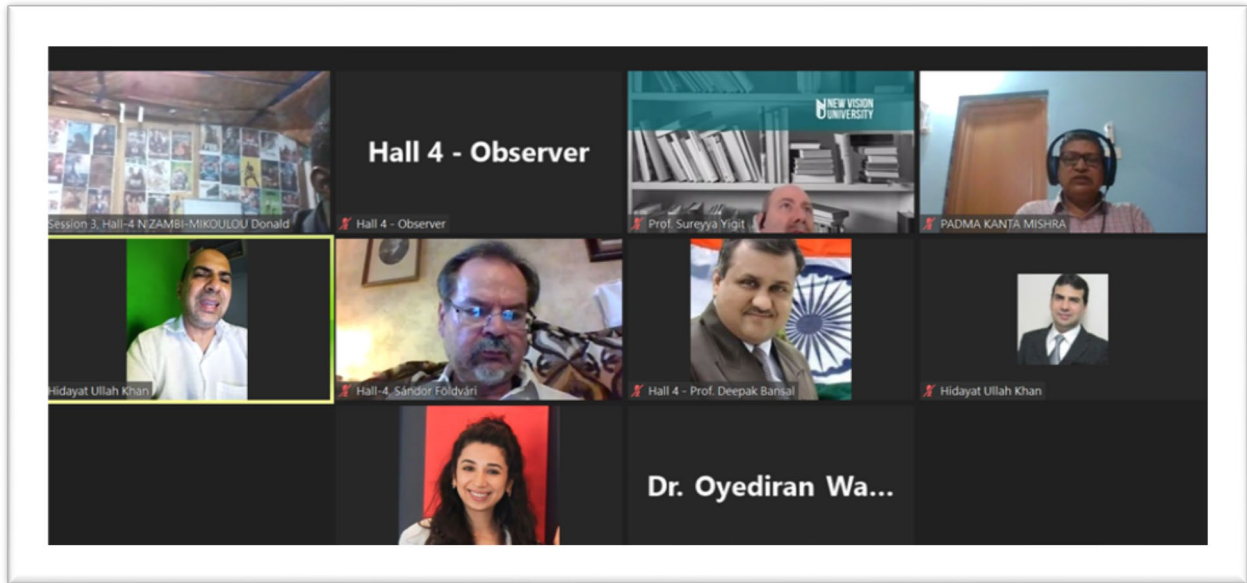 NEW VISION
UNIVERSITY
Hall 4 - Observer
Session 3, Hall-4 N'ZAMBI-MIKOULOU Donald
Hall 4 - Observer
Prof. Sureyya Yigit
PADMA KANTA MISHRA
Hidayat Ullah Khan
Hall-4, Sándor Földvári
Hall 4 - Prof. Deepak Bansal
Hidayat Ullah Khan
Dr. Oyediran Wa...